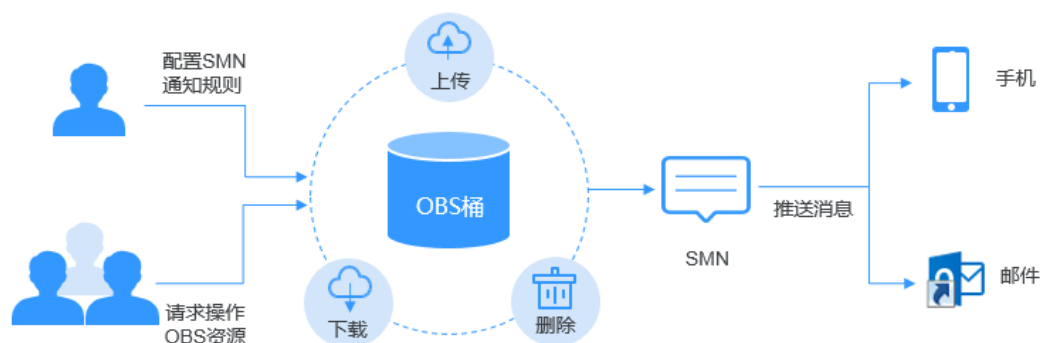 配置SMN
通知规则
上传
手机
OBS桶
推送消息
SMN
邮件
请求操作
OBS资源
下载
删除